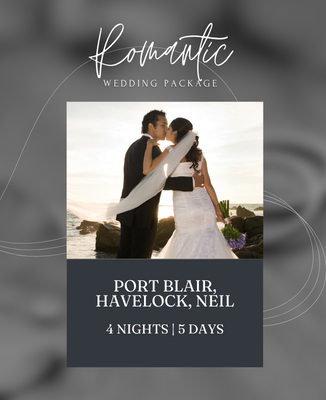 Romantic
WEDDING PACKAGE
PORT BLAIR,
HAVELOCK, NEIL
4 NIGHTS | 5 DAYS